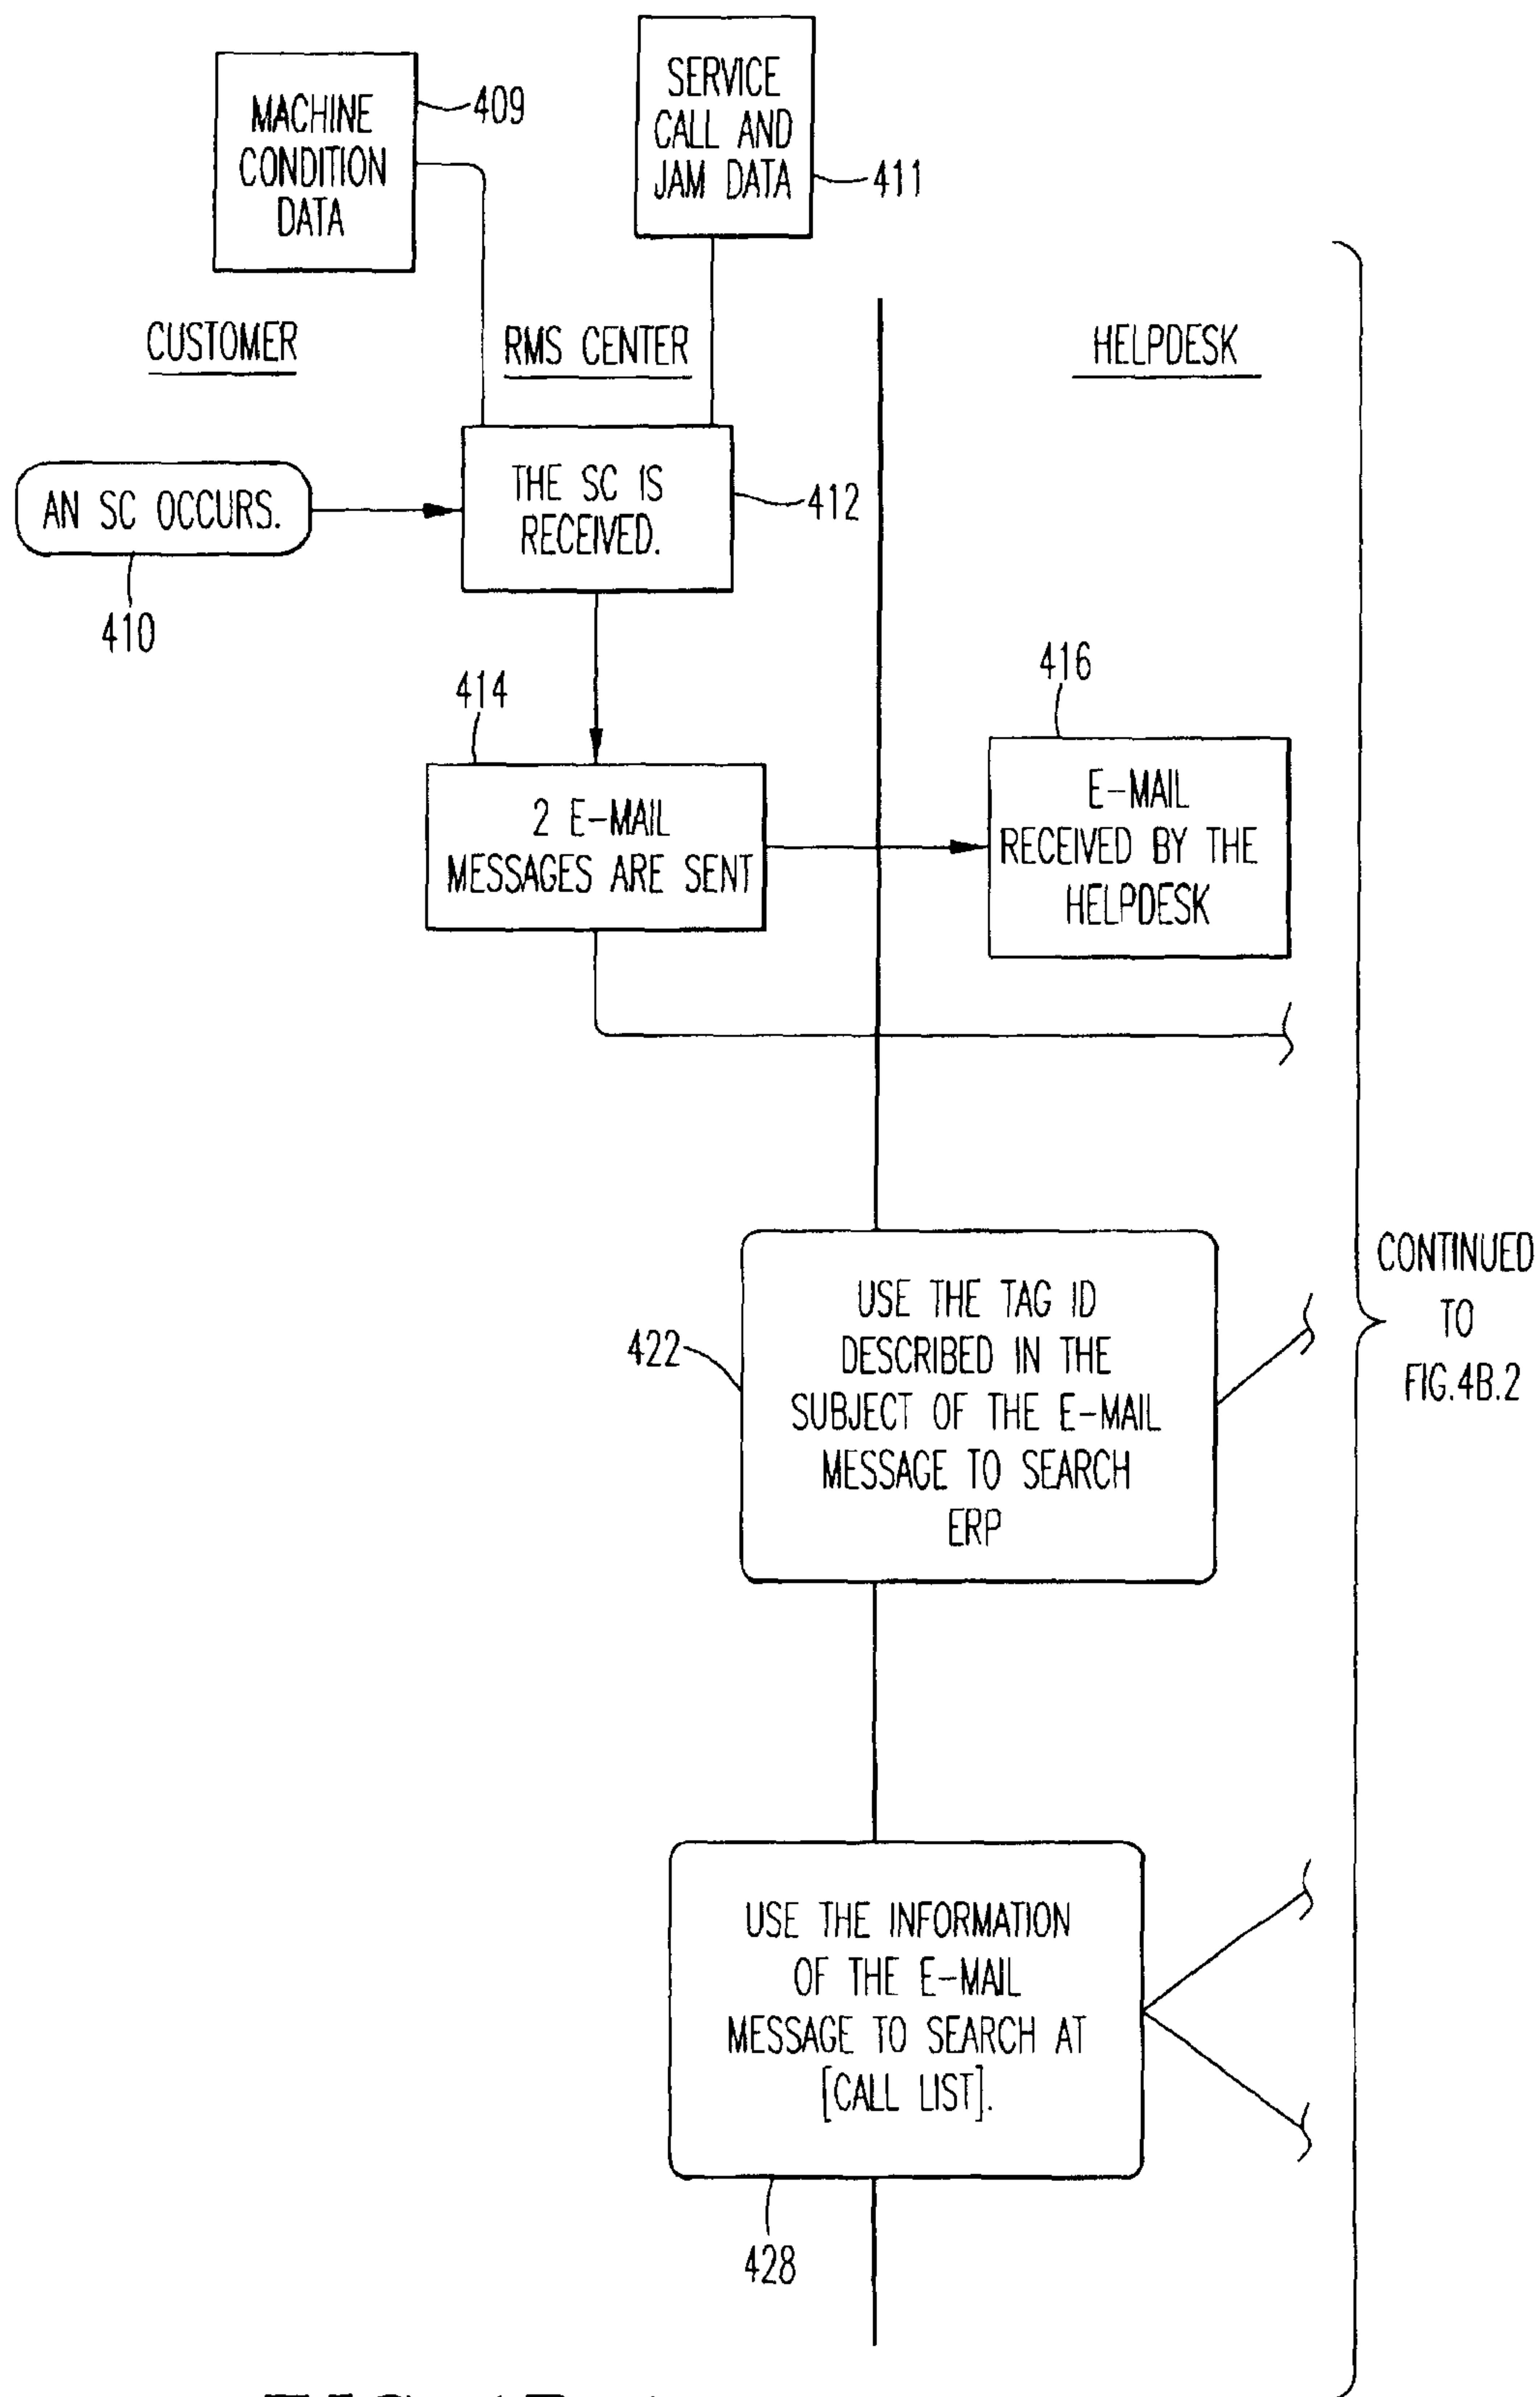 MACHINE
CONDITION
DATA
409
SERVICE
CALL AND
JAM DATA
411
CUSTOMER
RMS CENTER
HELPDESK
AN SC OCCURS.
410
THE SC IS
RECEIVED.
412
414
2 E-MAIL
MESSAGES ARE SENT
416
E-MAIL
RECEIVED BY THE
HELPDESK
422
USE THE TAG ID
DESCRIBED IN THE
SUBJECT OF THE E-MAIL
MESSAGE TO SEARCH
ERP
CONTINUED
TO
FIG.4B.2
USE THE INFORMATION
OF THE E-MAIL
MESSAGE TO SEARCH AT
[CALL LIST].
428